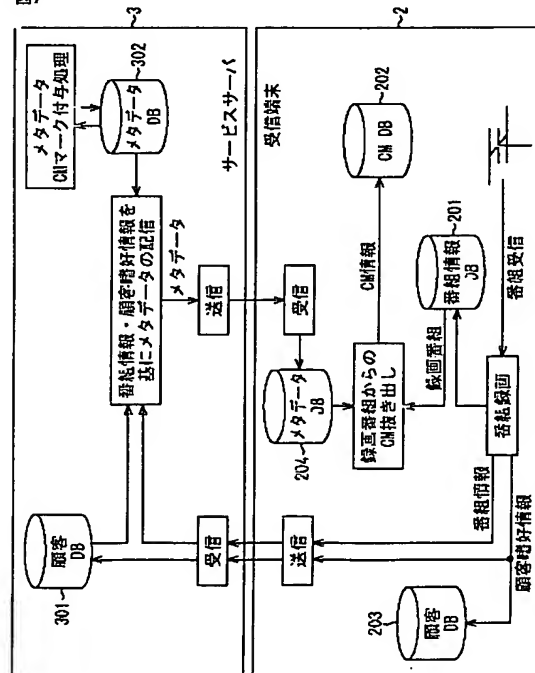 図7
3
メタデータ
CMマーク付与処理
302
メタデータ
DB
サービスサーバ
番組情報・顧客嗜好情報を
基にメタデータの配信
メタデータ
送信
301
顧客
DB
受信
2
受信端末
受信
202
CM DB
204
メタデータ
DB
CM情報
録画番組からの
CM抜き出し
録画番組
201
番組情報
DB
番組受信
番組録画
送信
番組情報
顧客嗜好情報
203
顧客
DB